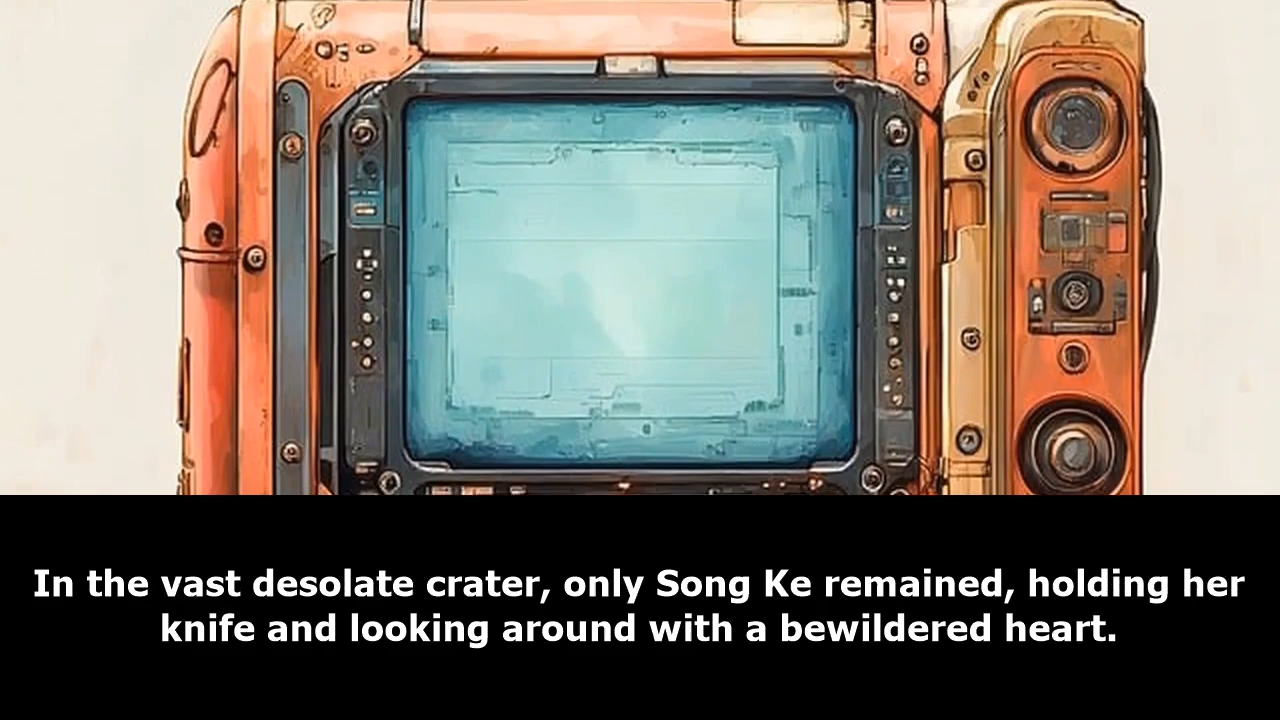 In the vast desolate crater, only Song Ke remained, holding her
knife and looking around with a bewildered heart.